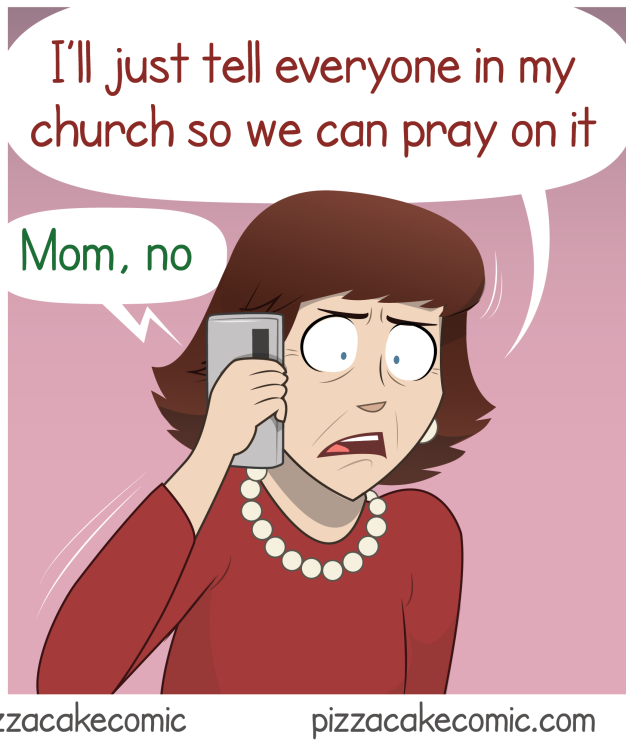 I'll just tell everyone in my
church so we can pray on it
Mom, no
zzacakecomic
pizzacakecomic.com